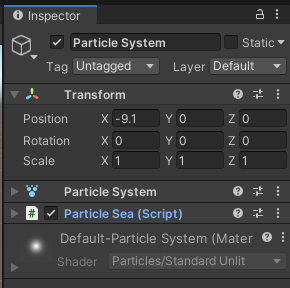 Inspector
Particle System Static
Tag Untagged Layer Default
Transform
Position X -9.1 Y 0 Z 0
Rotation X 0 Y 0 Z 0
Scale X 1 Y 1 Z 1
Particle System
# Particle Sea (Script)
Default-Particle System (Mater
Shader Particles/Standard Unlit